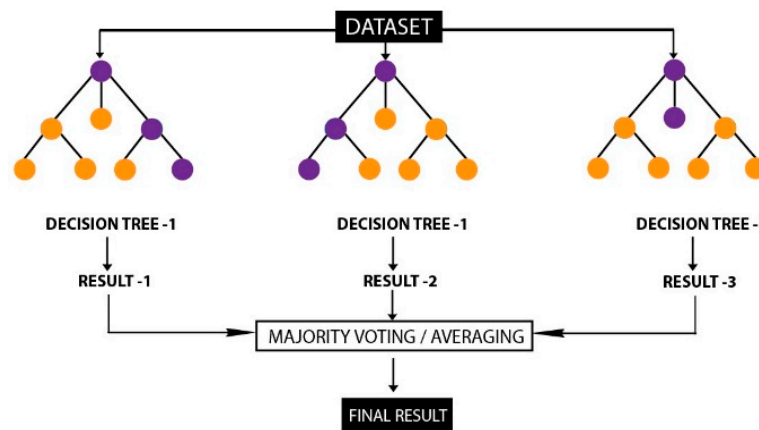 DATASET
DECISION TREE -1
DECISION TREE -1
DECISION TREE -
RESULT -1
RESULT -2
RESULT -3
MAJORITY VOTING / AVERAGING
FINAL RESULT